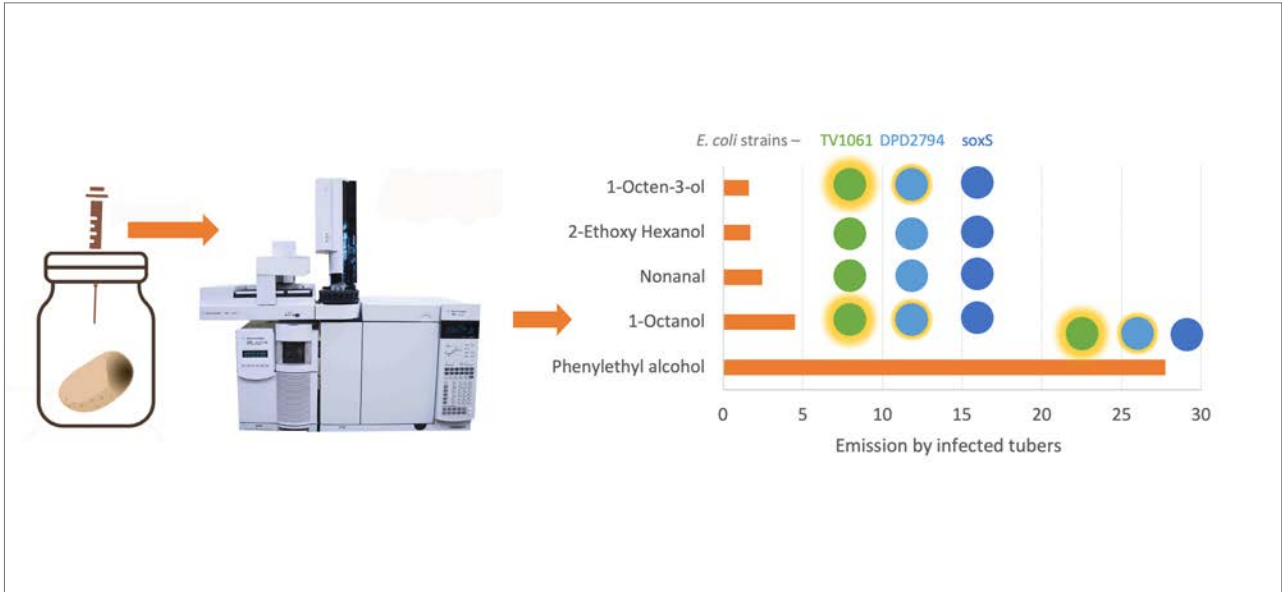 E. coli strains – TV1061 DPD2794 soxS
1-Octen-3-ol
2-Ethoxy Hexanol
Nonanal
1-Octanol
Phenylethyl alcohol
0 5 10 15 20 25 30
Emission by infected tubers